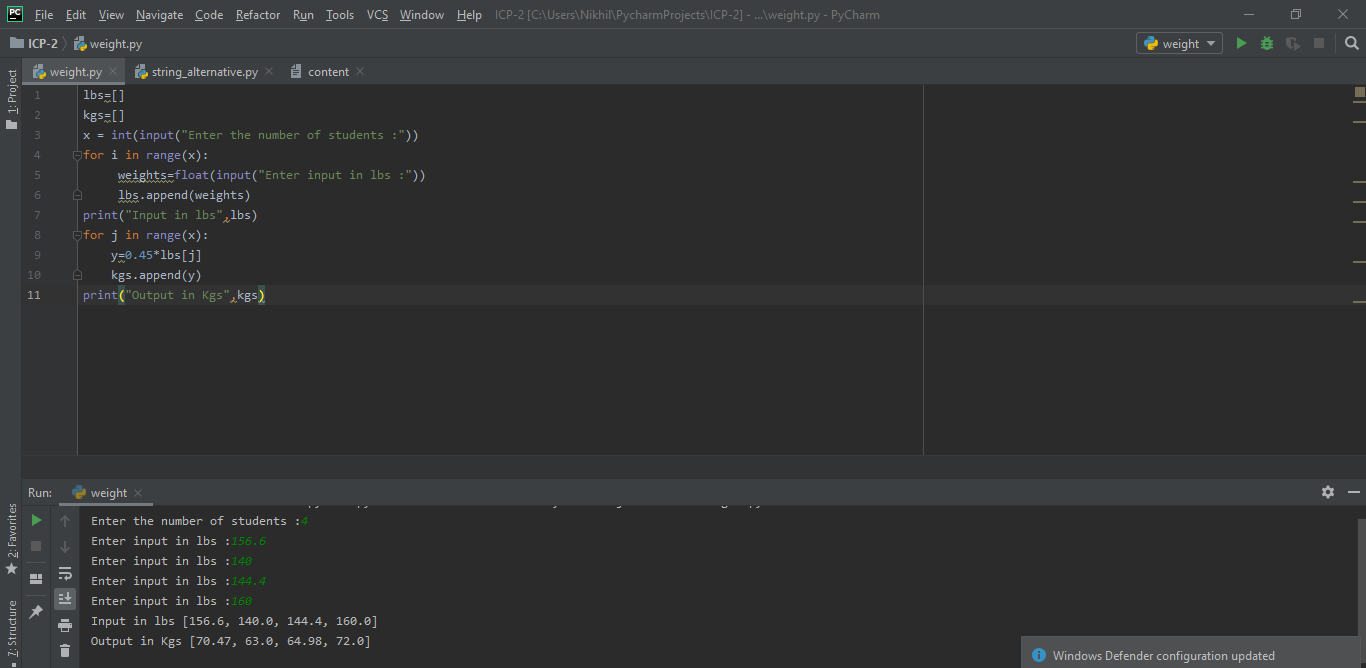 PC File Edit View Navigate Code Refactor Run Tools VCS Window Help ICP-2 [C:\Users\Nikhil\PycharmProjects\ICP-2] - ...\weight.py - PyCharm
ICP-2 weight.py weight
weight.py string_alternative.py content
1: Project
1 lbs=[]
2 kgs=[]
3 x = int(input("Enter the number of students :"))
4 for i in range(x):
5 weights=float(input("Enter input in lbs :"))
6 lbs.append(weights)
7 print("Input in lbs",lbs)
8 for j in range(x):
9 y=0.45*lbs[j]
10 kgs.append(y)
11 print("Output in Kgs",kgs)
Run: weight
2: Favorites
7: Structure
Enter the number of students :4
Enter input in lbs :156.6
Enter input in lbs :140
Enter input in lbs :144.4
Enter input in lbs :160
Input in lbs [156.6, 140.0, 144.4, 160.0]
Output in Kgs [70.47, 63.0, 64.98, 72.0]
Windows Defender configuration updated